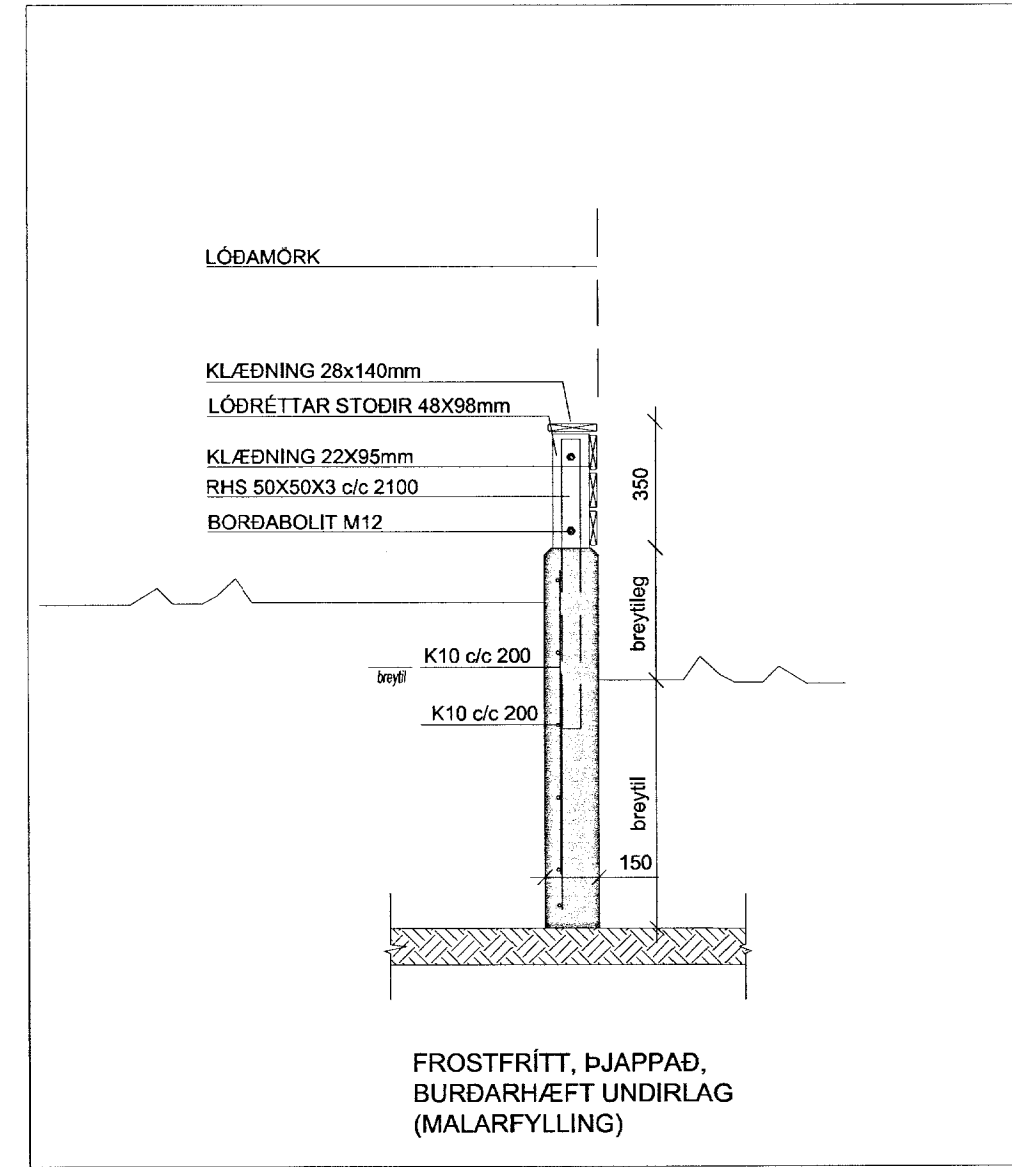 LÓÐAMÖRK
KLÆÐNING 28x140mm
LÓÐRÉTTAR STOÐIR 48X98mm
KLÆÐNING 22X95mm
RHS 50X50X3 c/c 2100
BORÐABOLIT M12
350
breytileg
K10 c/c 200
breytil
K10 c/c 200
breytil
150
FROSTFRÍTT, ÞJAPPAÐ,
BURÐARHÆFT UNDIRLAG
(MALARFYLLING)